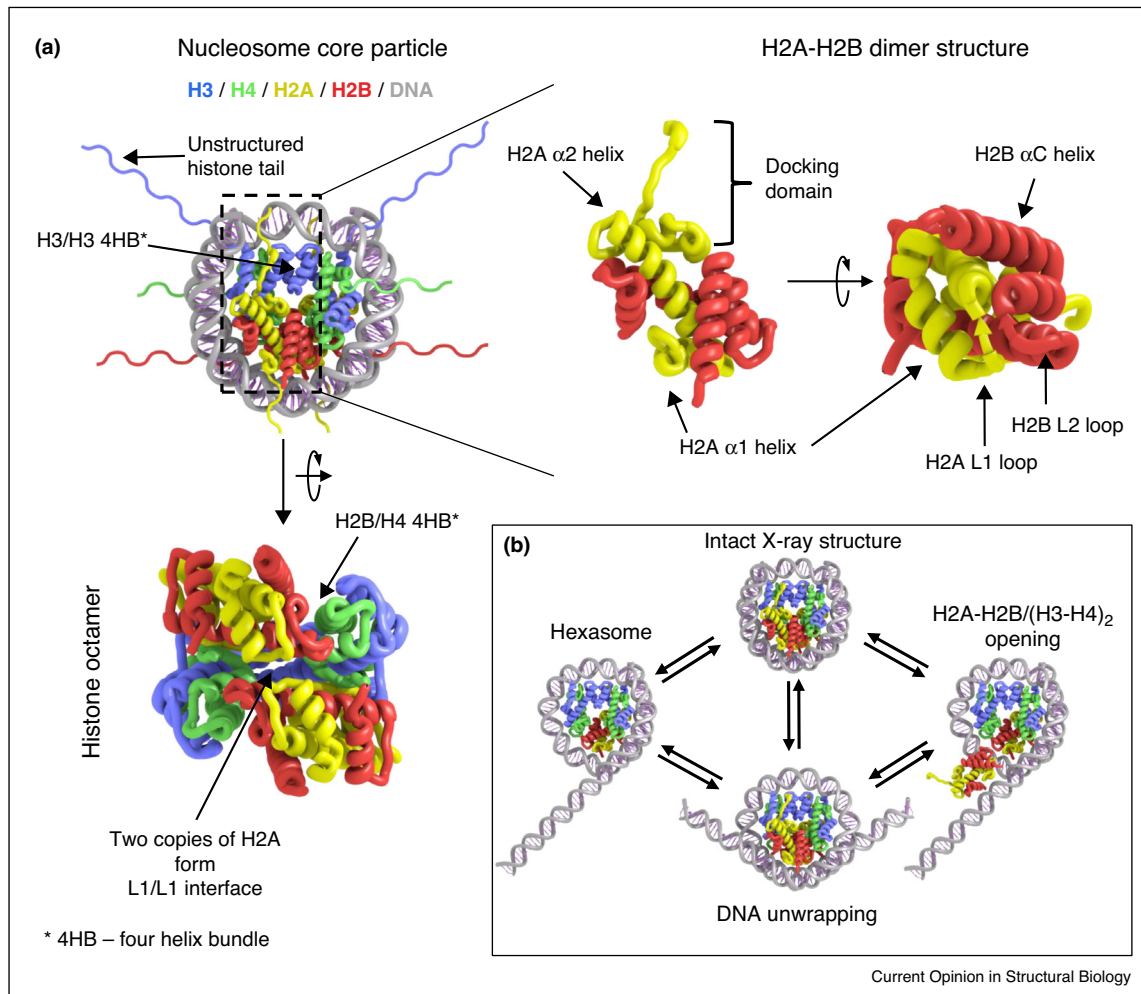 (a)
Nucleosome core particle
H3 / H4 / H2A / H2B / DNA
Unstructured
histone tail
H3/H3 4HB*
H2A-H2B dimer structure
H2A α2 helix
Docking
domain
H2B αC helix
H2A α1 helix
H2B L2 loop
H2A L1 loop
H2B/H4 4HB*
Histone octamer
Two copies of H2A
form
L1/L1 interface
* 4HB – four helix bundle
(b)
Intact X-ray structure
Hexasome
H2A-H2B/(H3-H4)₂
opening
DNA unwrapping
Current Opinion in Structural Biology